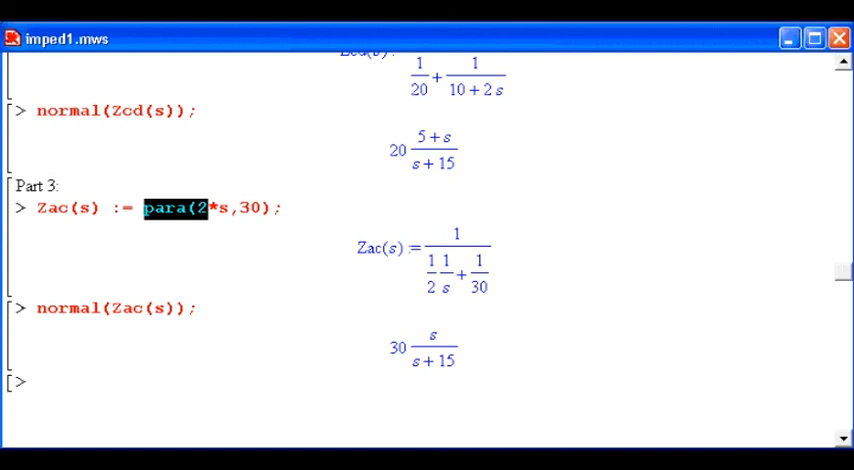 imped1.mws
1 1
20 + 10 + 2 s
> normal(Zcd(s));
20 5 + s
s + 15
Part 3:
> Zac(s) := para(2*s,30);
1
Zac(s) :=
1 1 1
+
2 s 30
> normal(Zac(s));
s
30
s + 15
>